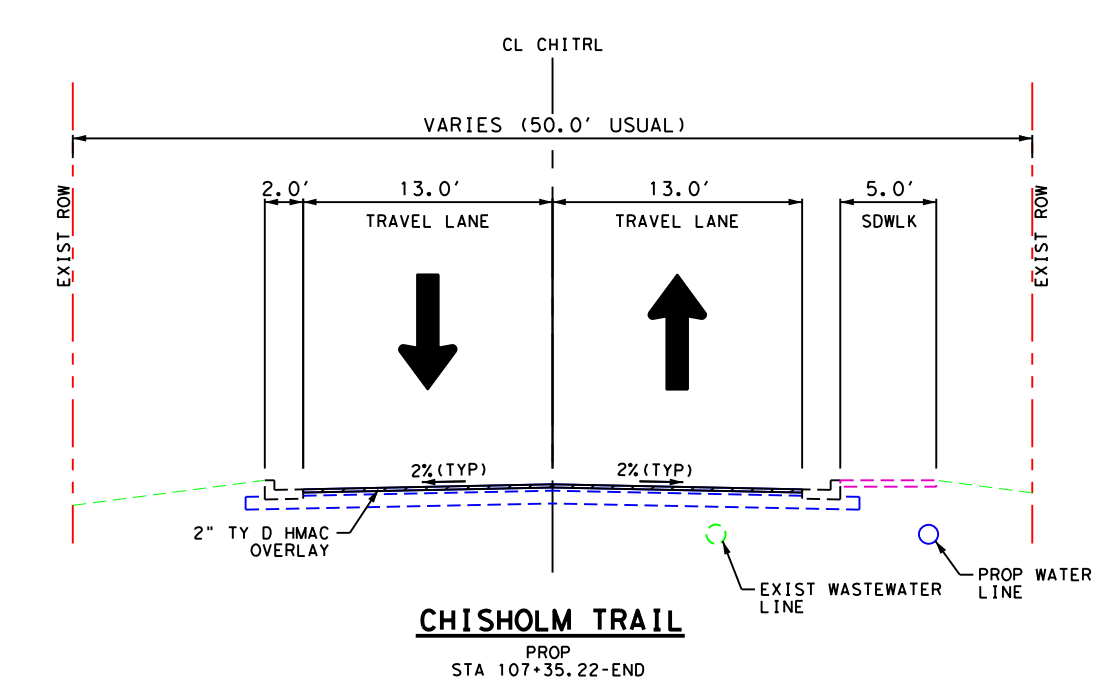 CL CHITRL
VARIES (50.0' USUAL)
2.0'
13.0'
13.0'
5.0'
TRAVEL LANE
TRAVEL LANE
SDWLK
EXIST ROW
EXIST ROW
2%(TYP)
2%(TYP)
2" TY D HMAC
OVERLAY
EXIST WASTEWATER
LINE
PROP WATER
LINE
CHISHOLM TRAIL
PROP
STA 107+35.22-END